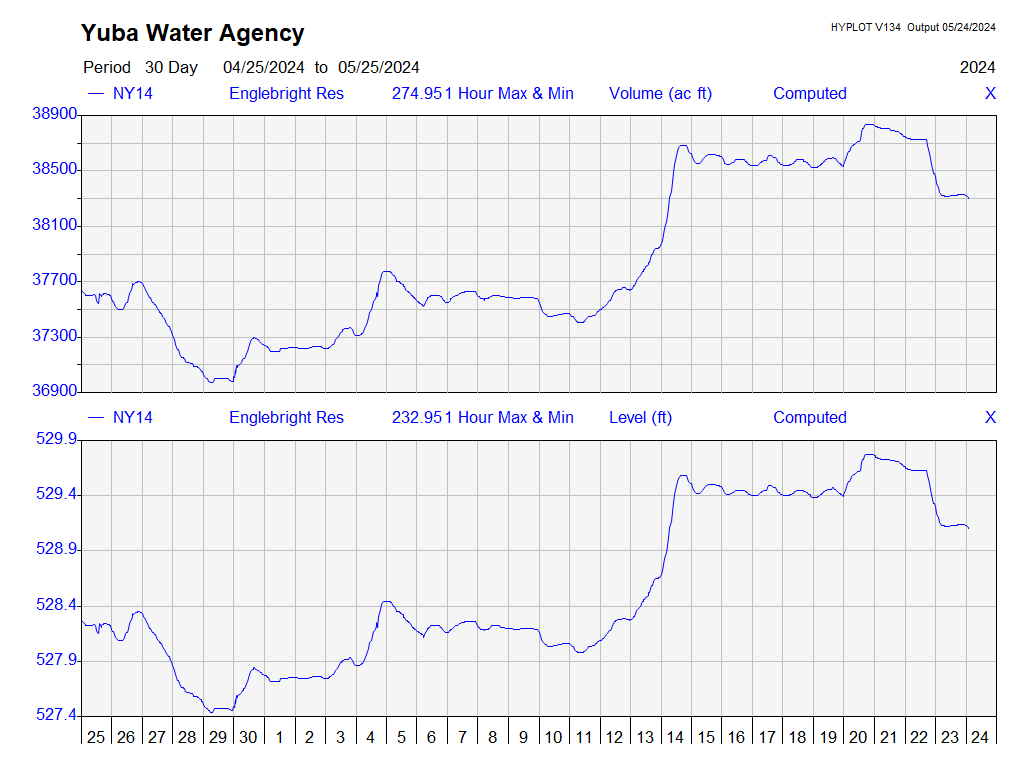 Yuba Water Agency
HYPLOT V134 Output 05/24/2024
Period 30 Day 04/25/2024 to 05/25/2024 2024
— NY14 Englebright Res 274.951 Hour Max & Min Volume (ac ft) Computed X
38900
38500
38100
37700
37300
36900
— NY14 Englebright Res 232.951 Hour Max & Min Level (ft) Computed X
529.9
529.4
528.9
528.4
527.9
527.4
25 26 27 28 29 30 1 2 3 4 5 6 7 8 9 10 11 12 13 14 15 16 17 18 19 20 21 22 23 24